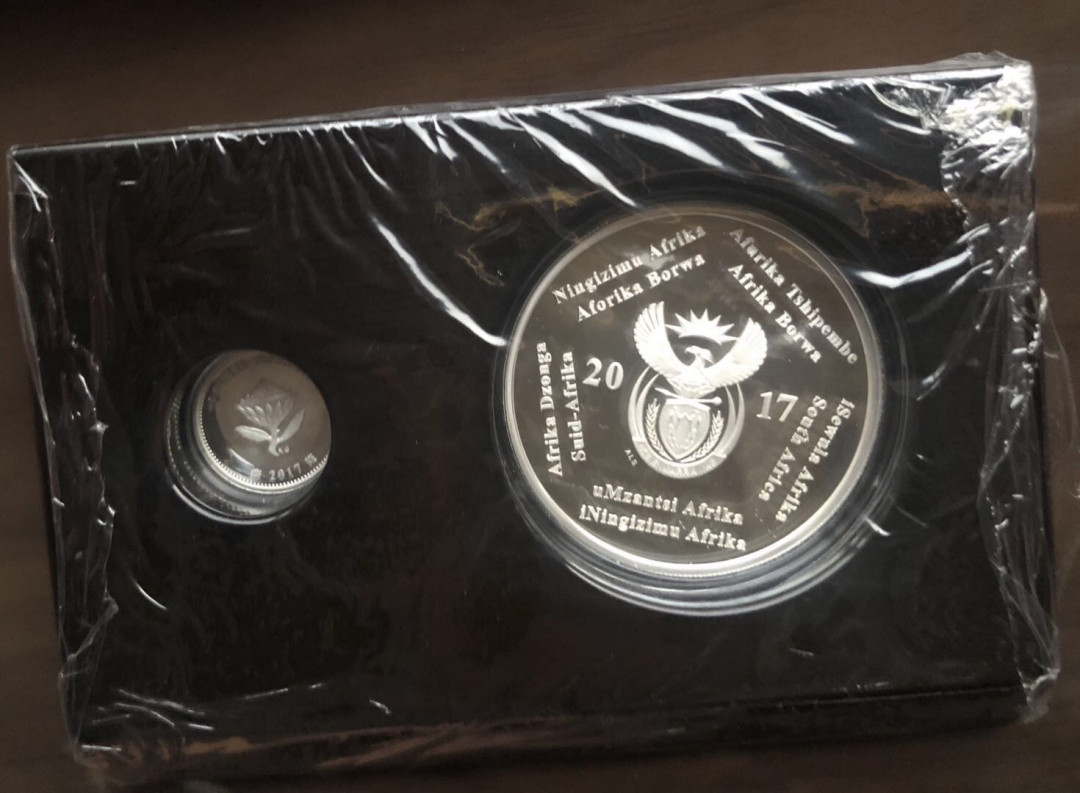 2017
Ningizimu Afrika
Aforika Borwa
Afurika Tshipembe
Afrika Borwa
Afrika Dzonga
Suid-Afrika
20 17
iSewula Afrika
South Africa
ALS
uMzantsi Afrika
iNingizimu Afrika